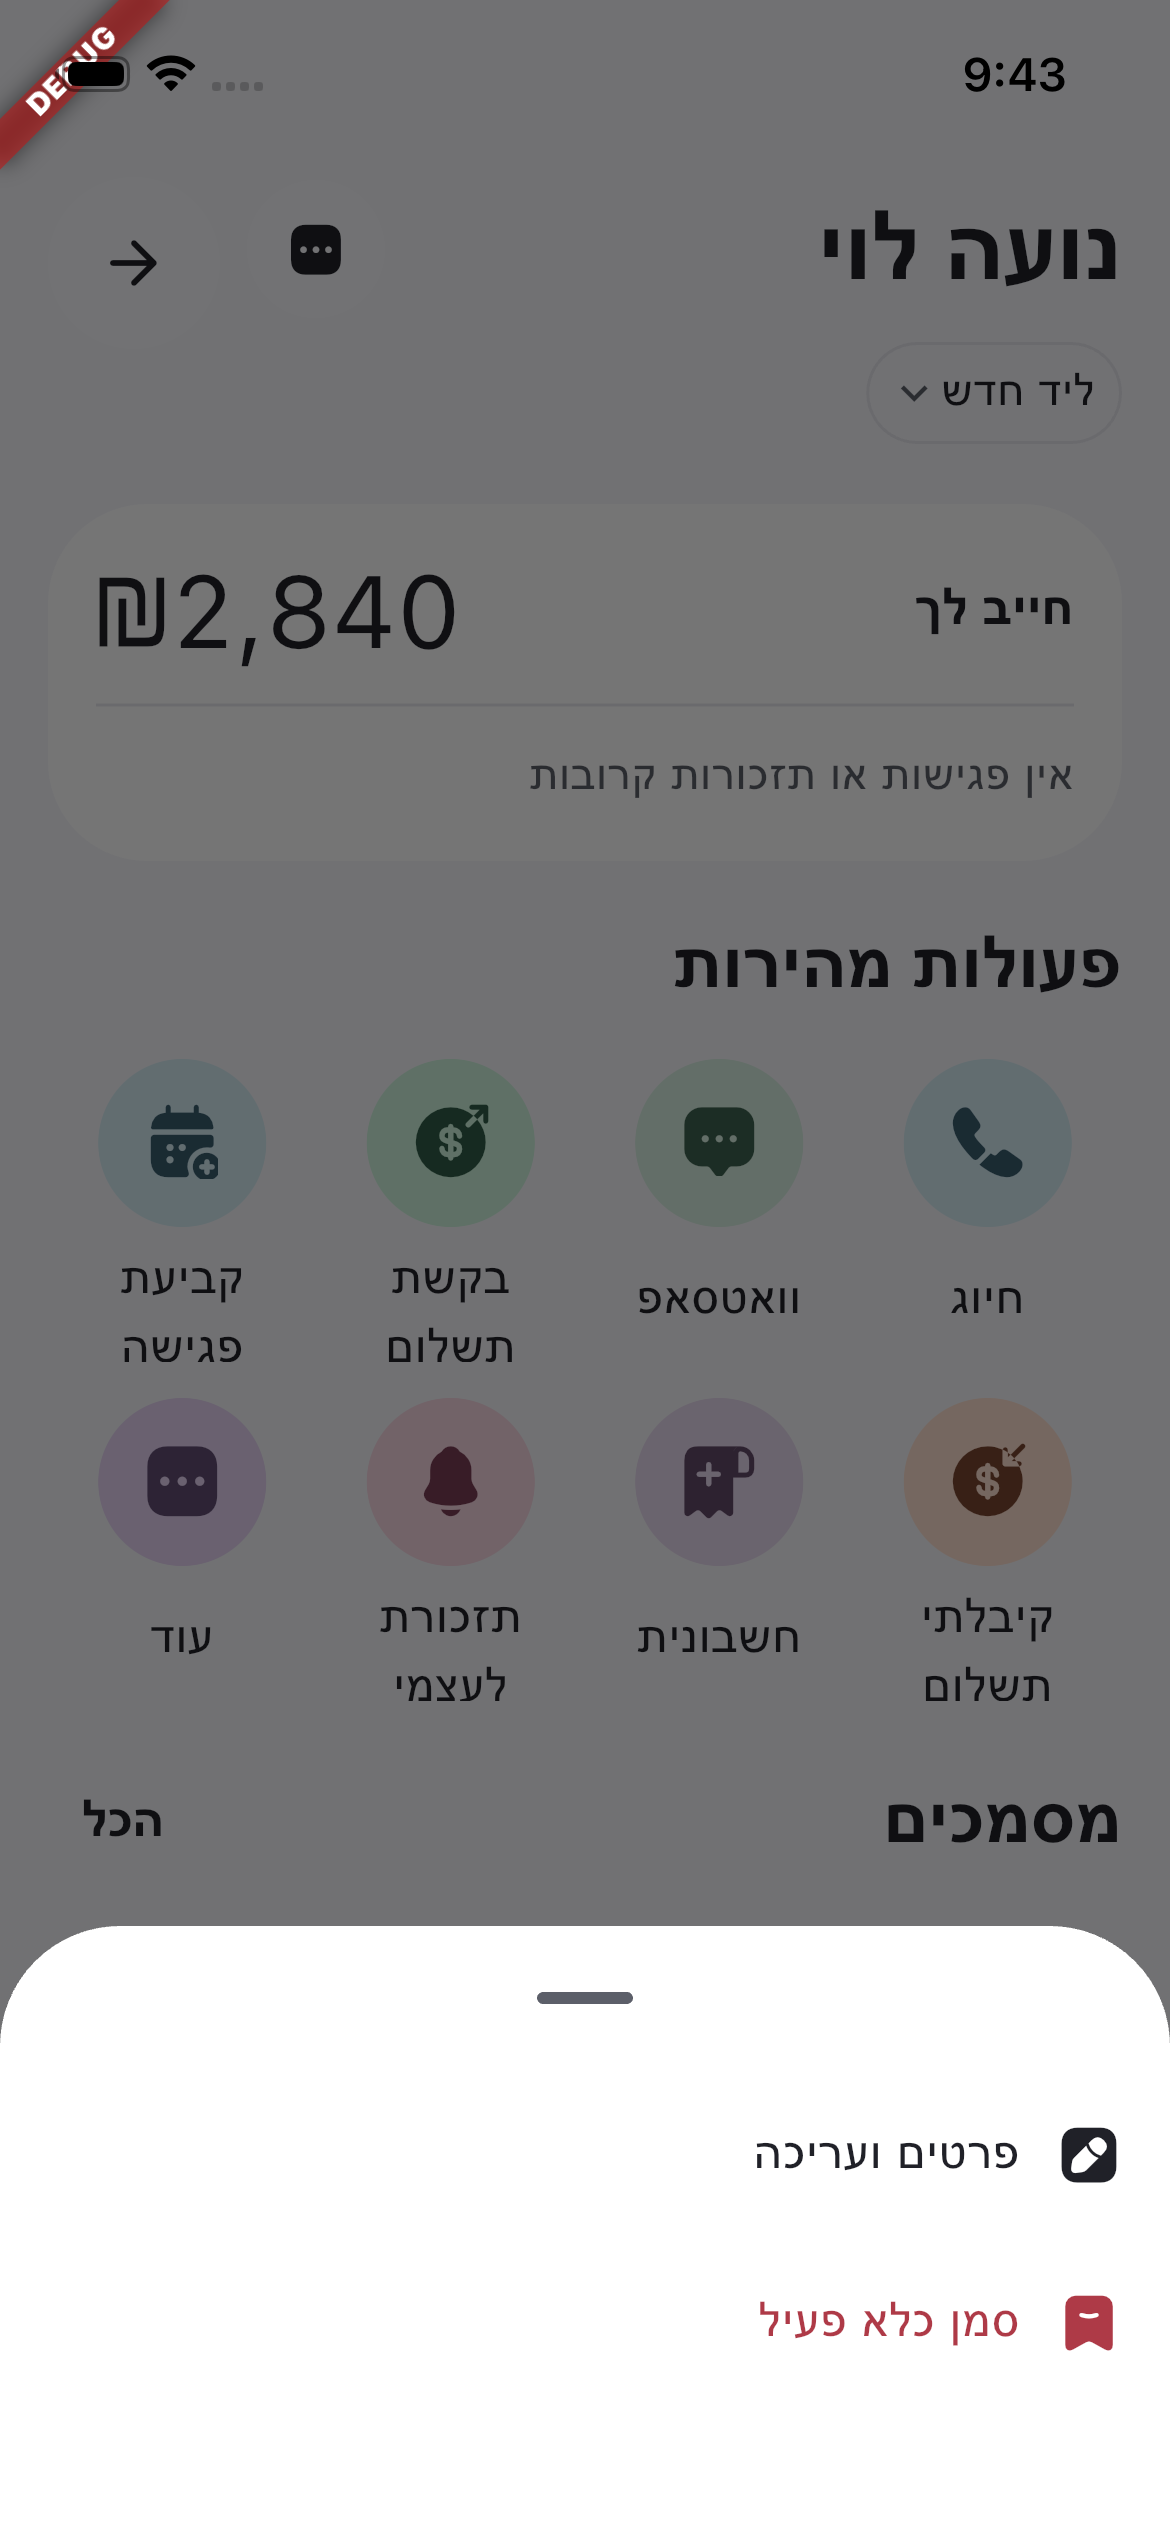 9:43
DEBUG
נועה לוי
ליד חדש
חייב לך
₪2,840
אין פגישות או תזכורות קרובות
פעולות מהירות
חיוג
וואטסאפ
בקשת
תשלום
קביעת
פגישה
קיבלתי
תשלום
חשבונית
תזכורת
לעצמי
עוד
מסמכים
הכל
פרטים ועריכה
סמן כלא פעיל